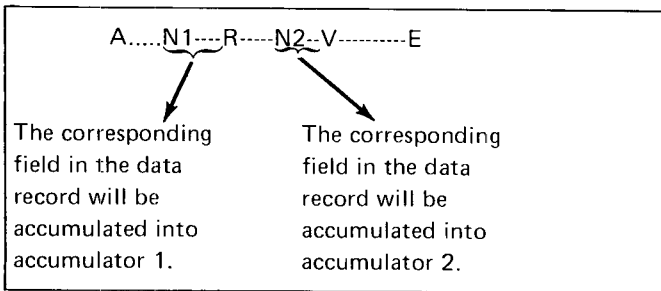 A.....N1----R-----N2--V----------E
The corresponding
field in the data
record will be
accumulated into
accumulator 1.
The corresponding
field in the data
record will be
accumulated into
accumulator 2.